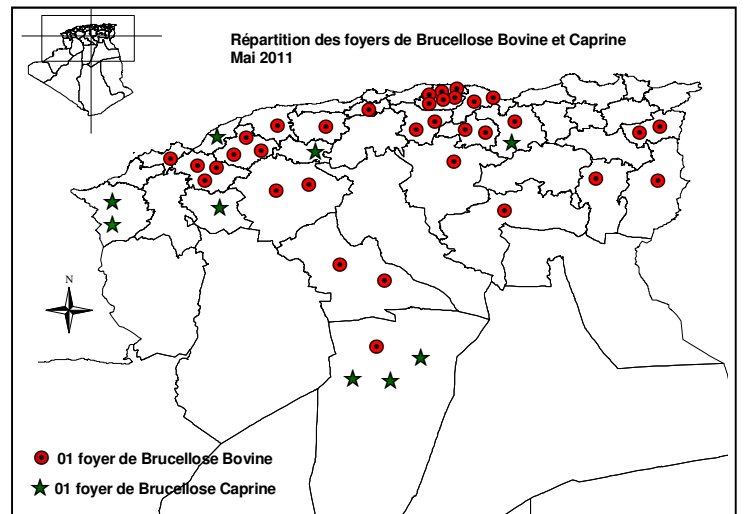 Répartition des foyers de Brucellose Bovine et Caprine
Mai 2011
N
01 foyer de Brucellose Bovine
01 foyer de Brucellose Caprine